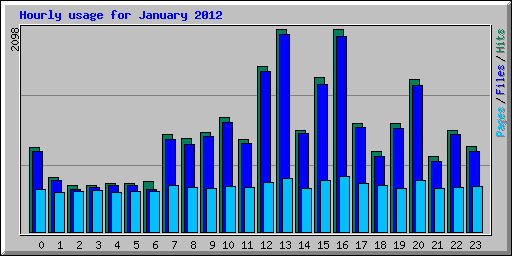 Hourly usage for January 2012
2098
Pages/Files/Hits
0 1 2 3 4 5 6 7 8 9 10 11 12 13 14 15 16 17 18 19 20 21 22 23